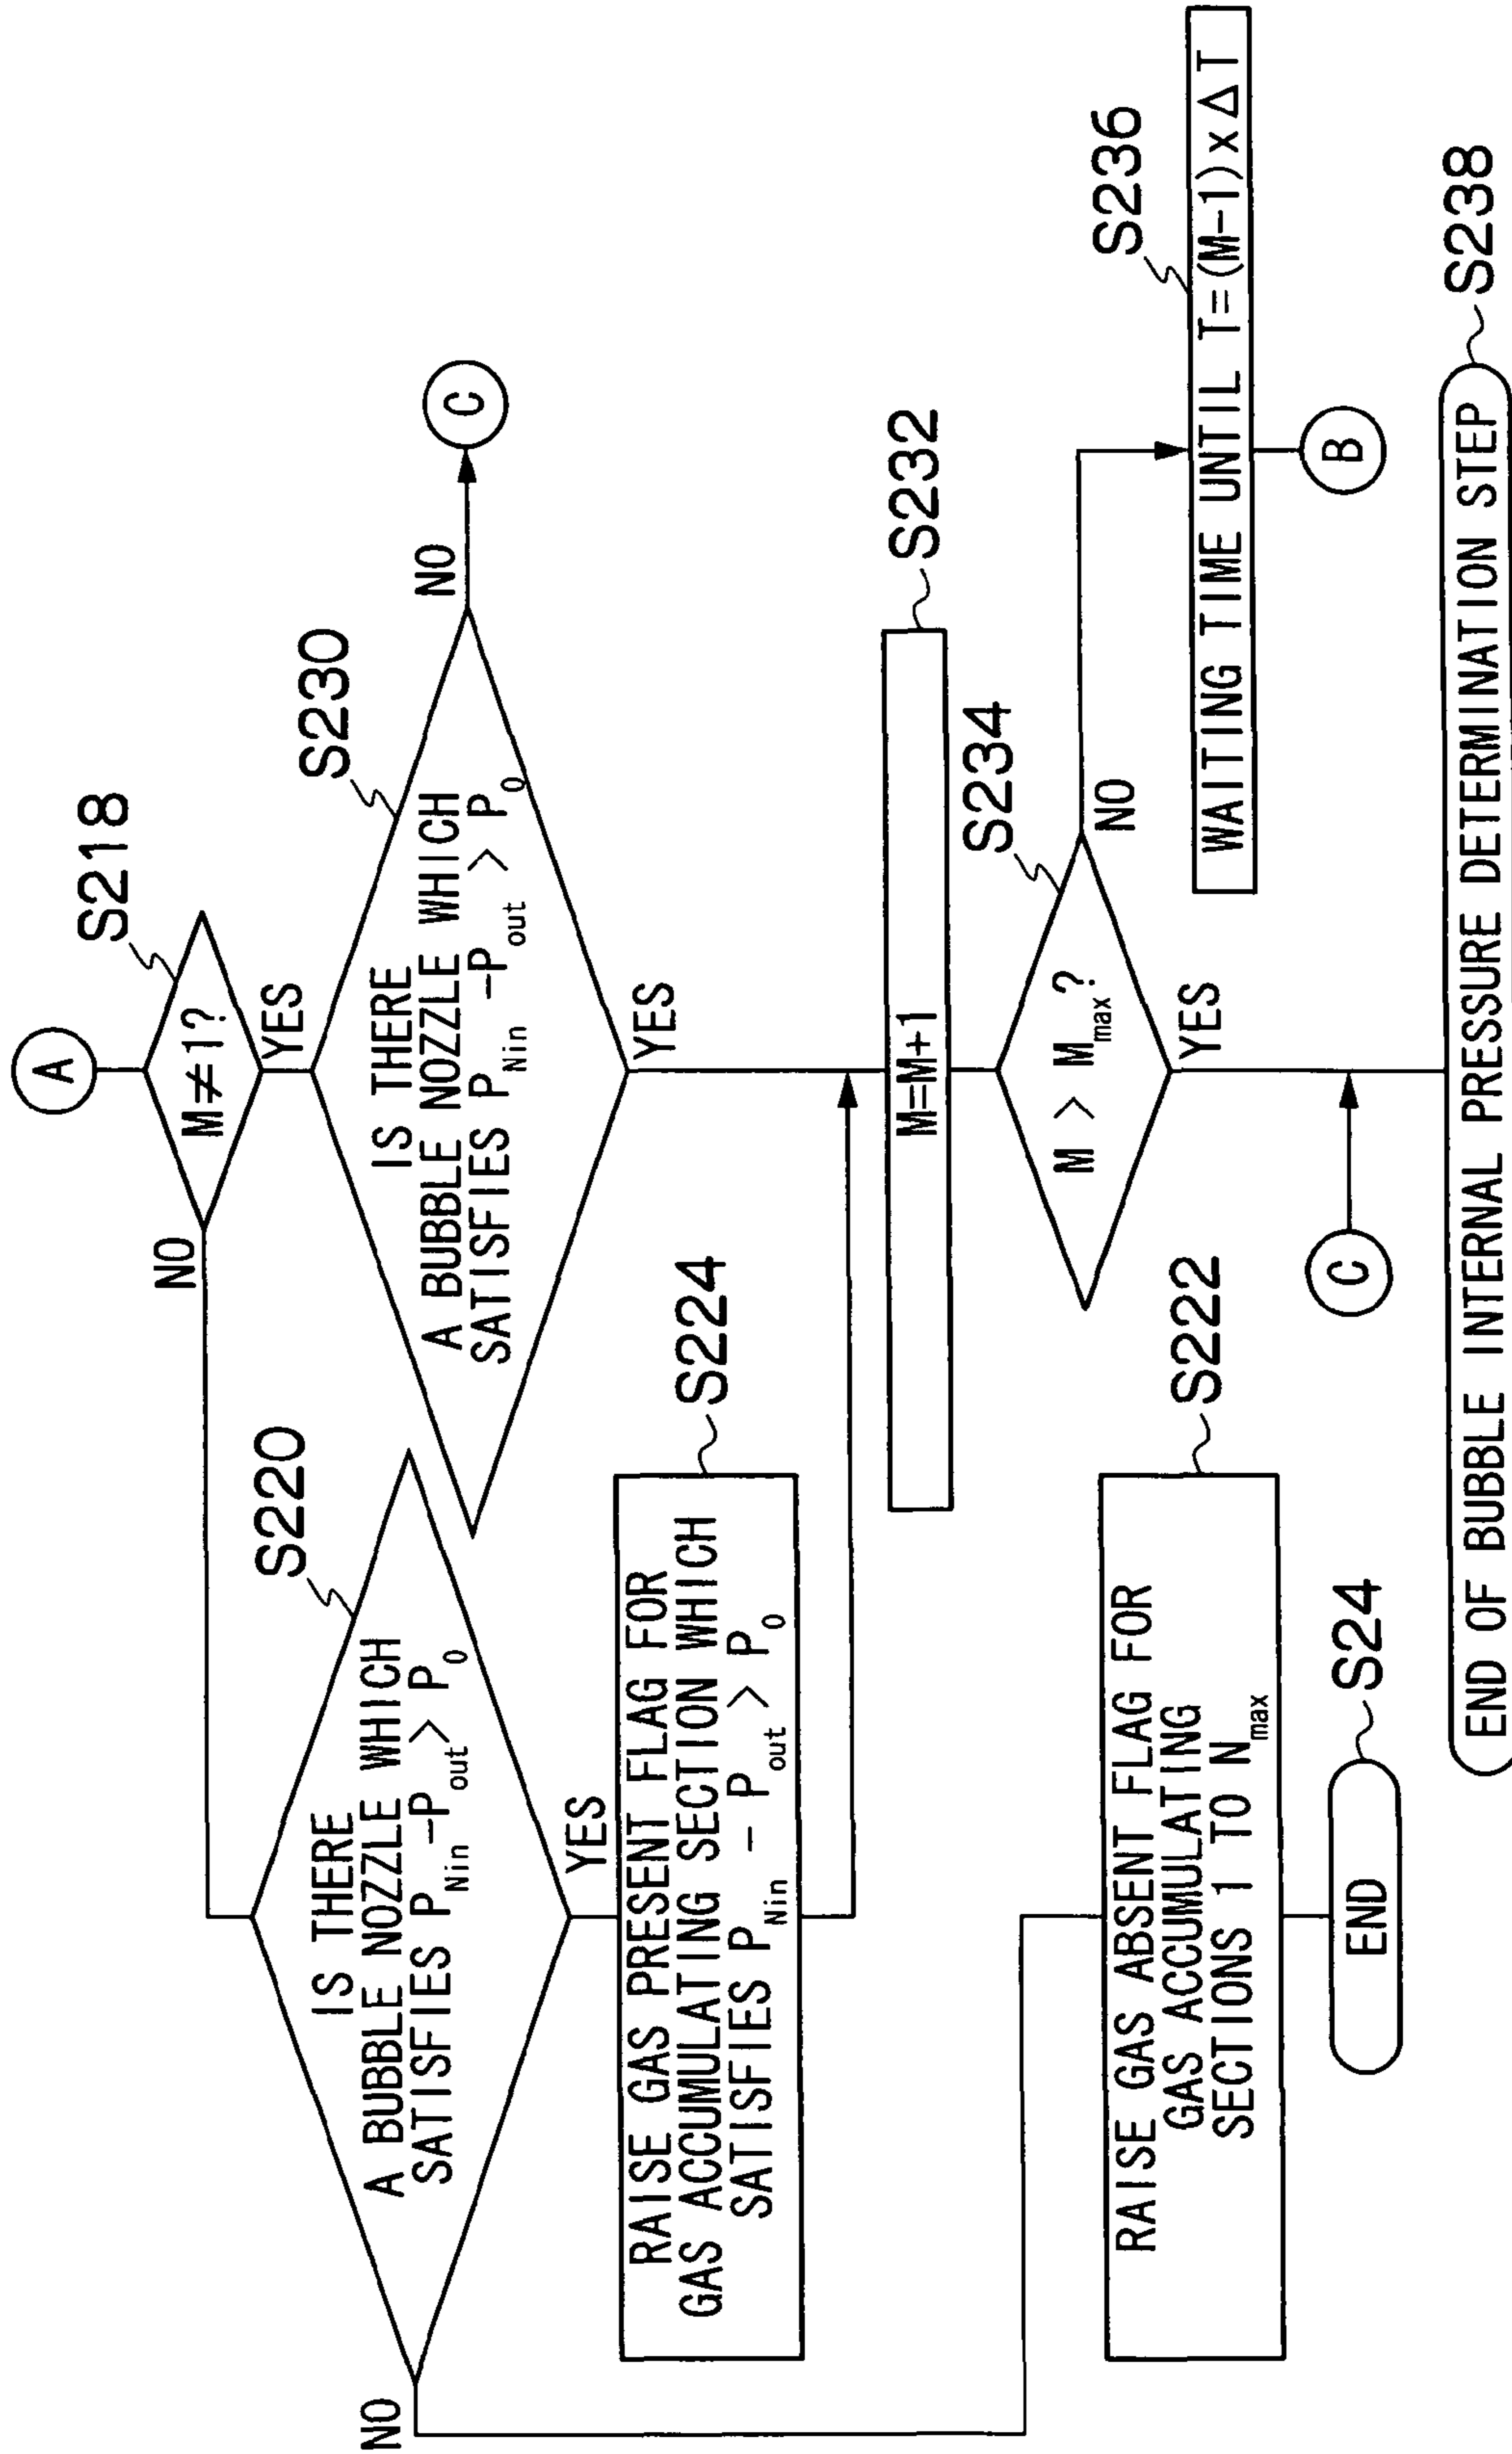 A
M≠1?
S218
NO
YES
IS THERE
A BUBBLE NOZZLE WHICH
SATISFIES P_Nin −P_out > P_0
S220
NO
YES
IS THERE
A BUBBLE NOZZLE WHICH
SATISFIES P_Nin −P_out > P_0
S230
NO
C
YES
RAISE GAS PRESENT FLAG FOR
GAS ACCUMULATING SECTION WHICH
SATISFIES P_Nin − P_out > P_0
S224
M=M+1
S232
M > M_max?
S234
NO
YES
WAITING TIME UNTIL T=(M−1)×ΔT
S236
B
RAISE GAS ABSENT FLAG FOR
GAS ACCUMULATING
SECTIONS 1 TO N_max
S222
END
S24
C
END OF BUBBLE INTERNAL PRESSURE DETERMINATION STEP
S238